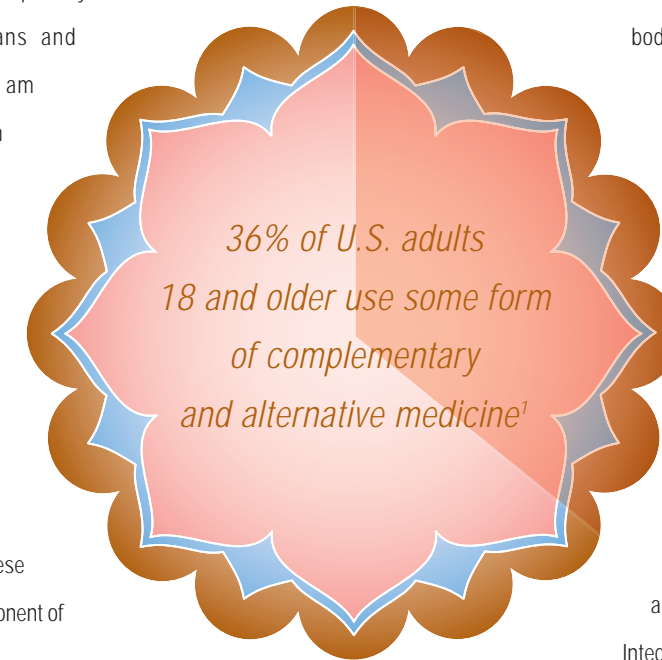 ans and
am
bod
36% of U.S. adults
18 and older use some form
of complementary
and alternative medicine¹
ese
ponent of
a
Integ